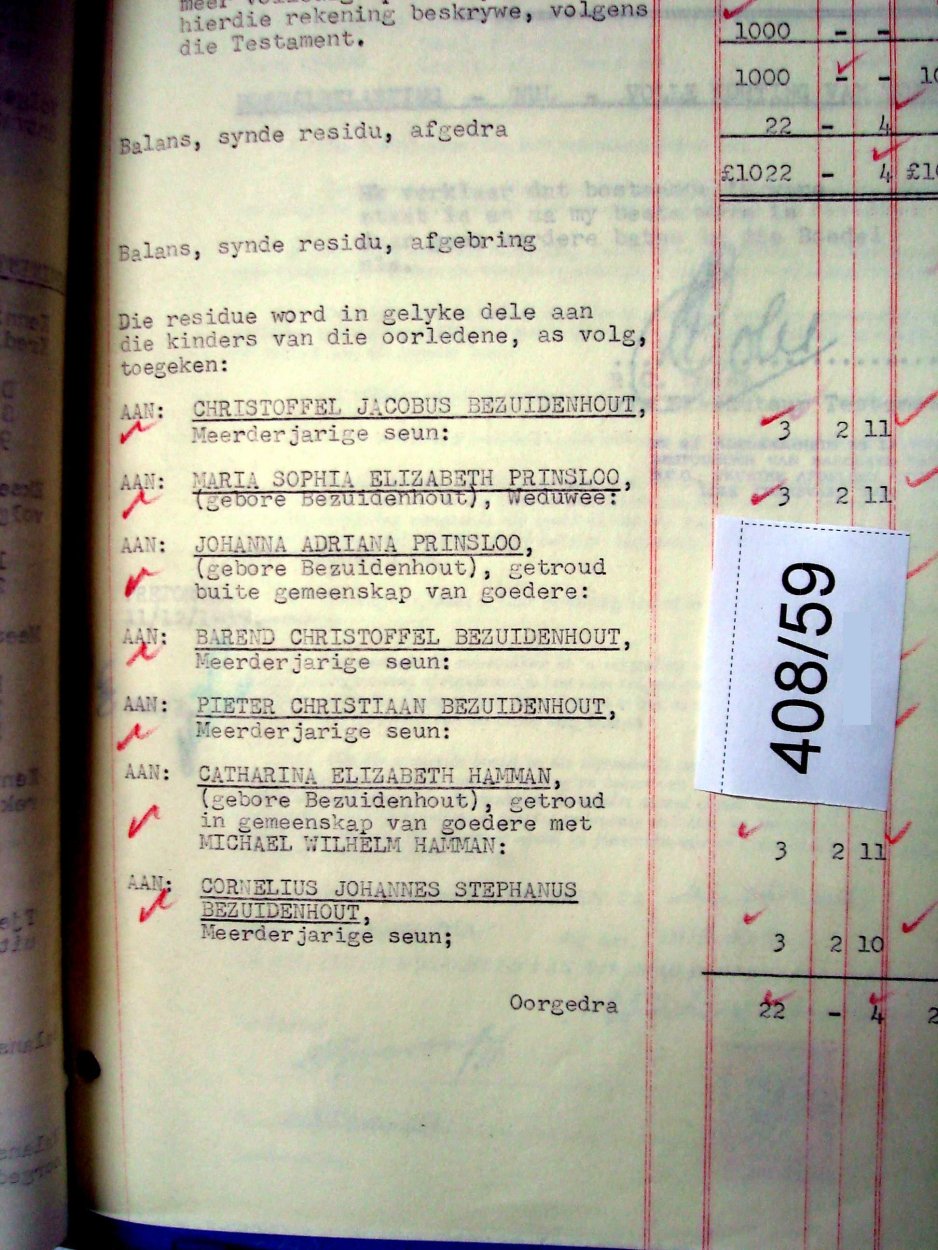 meer
hierdie rekening beskrywe, volgens
die Testament.
1000 - -
1000 - - 10
22 - 4
Balans, synde residu, afgedra
£1022 - 4 £10
Balans, synde residu, afgebring
Die residue word in gelyke dele aan
die kinders van die oorledene, as volg,
toegeken:
AAN: CHRISTOFFEL JACOBUS BEZUIDENHOUT,
Meerderjarige seun: 3 2 11
AAN: MARIA SOPHIA ELIZABETH PRINSLOO,
(gebore Bezuidenhout), Weduwee: 3 2 11
AAN: JOHANNA ADRIANA PRINSLOO,
(gebore Bezuidenhout), getroud
buite gemeenskap van goedere:
AAN: BAREND CHRISTOFFEL BEZUIDENHOUT,
Meerderjarige seun:
AAN: PIETER CHRISTIAAN BEZUIDENHOUT,
Meerderjarige seun:
AAN: CATHARINA ELIZABETH HAMMAN,
(gebore Bezuidenhout), getroud
in gemeenskap van goedere met
MICHAEL WILHELM HAMMAN: 3 2 11
AAN: CORNELIUS JOHANNES STEPHANUS
BEZUIDENHOUT,
Meerderjarige seun; 3 2 10
Oorgedra 22 - 4 2
408/59